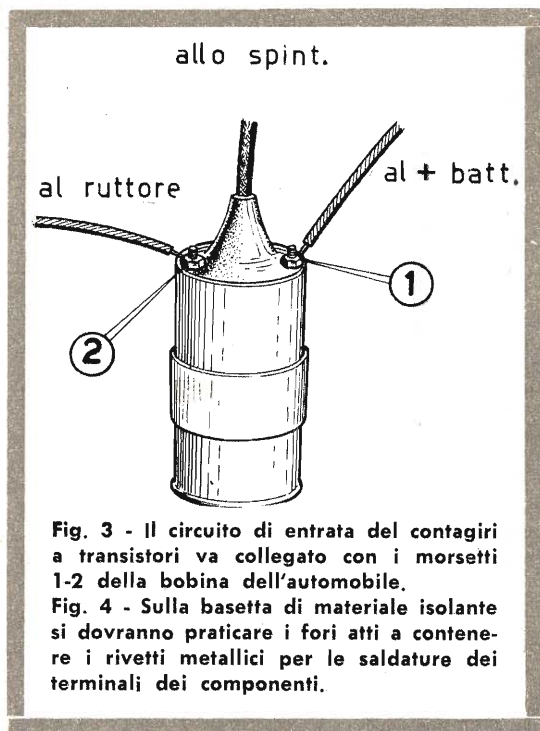 allo spint.
al ruttore
al + batt.
1
2
Fig. 3 - Il circuito di entrata del contagiri
a transistori va collegato con i morsetti
1-2 della bobina dell'automobile.
Fig. 4 - Sulla basetta di materiale isolante
si dovranno praticare i fori atti a contene-
re i rivetti metallici per le saldature dei
terminali dei componenti.